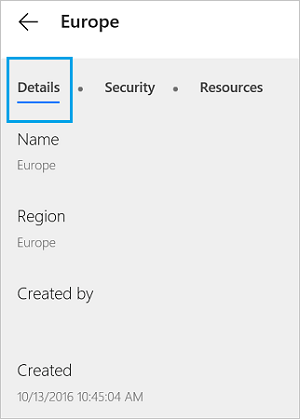 Europe
Details • Security • Resources
Name
Europe
Region
Europe
Created by
Created
10/13/2016 10:45:04 AM